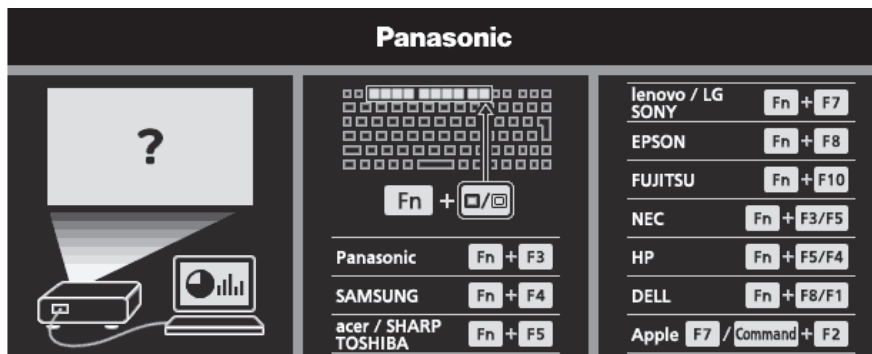 Panasonic
?
Fn + /
Panasonic Fn + F3
SAMSUNG Fn + F4
acer / SHARP
TOSHIBA Fn + F5
lenovo / LG
SONY Fn + F7
EPSON Fn + F8
FUJITSU Fn + F10
NEC Fn + F3/F5
HP Fn + F5/F4
DELL Fn + F8/F1
Apple F7 / Command + F2